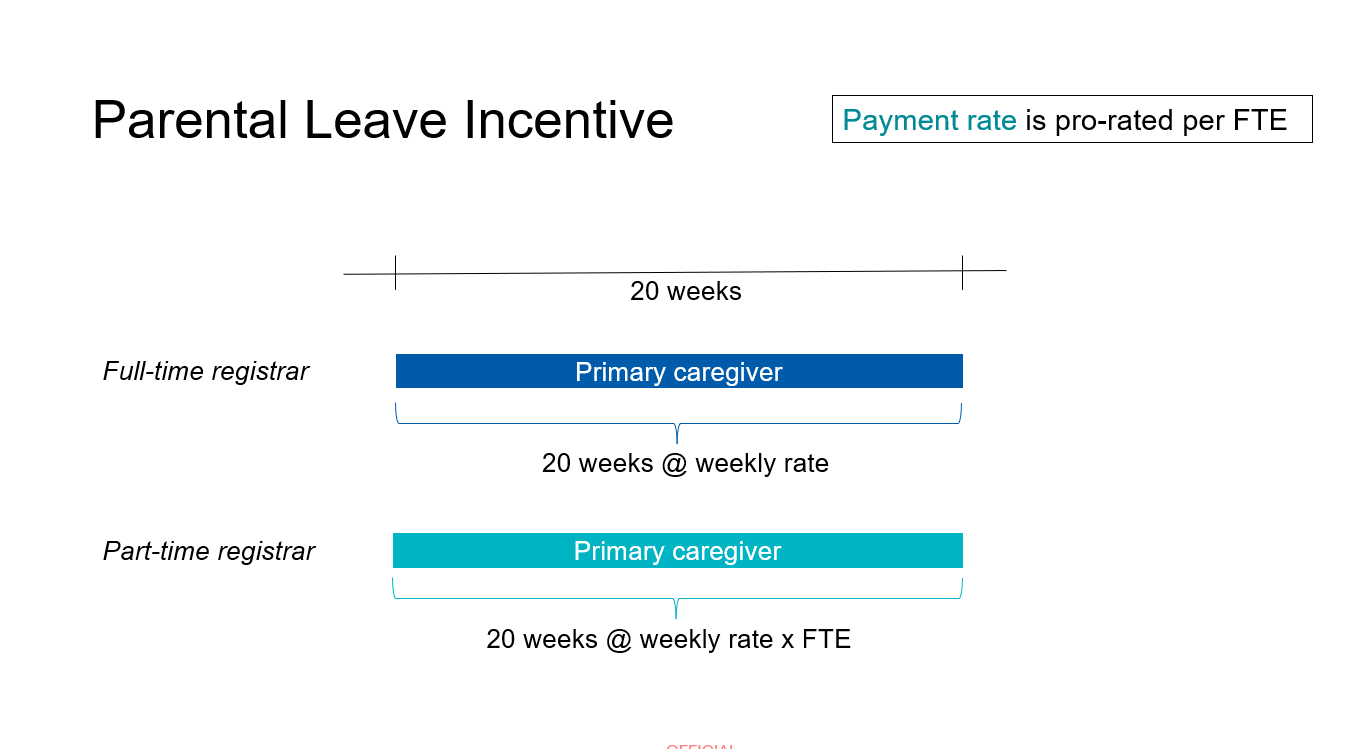 Parental Leave Incentive
Payment rate is pro-rated per FTE
20 weeks
Full-time registrar
Primary caregiver
20 weeks @ weekly rate
Part-time registrar
Primary caregiver
20 weeks @ weekly rate x FTE
OFFICIAL